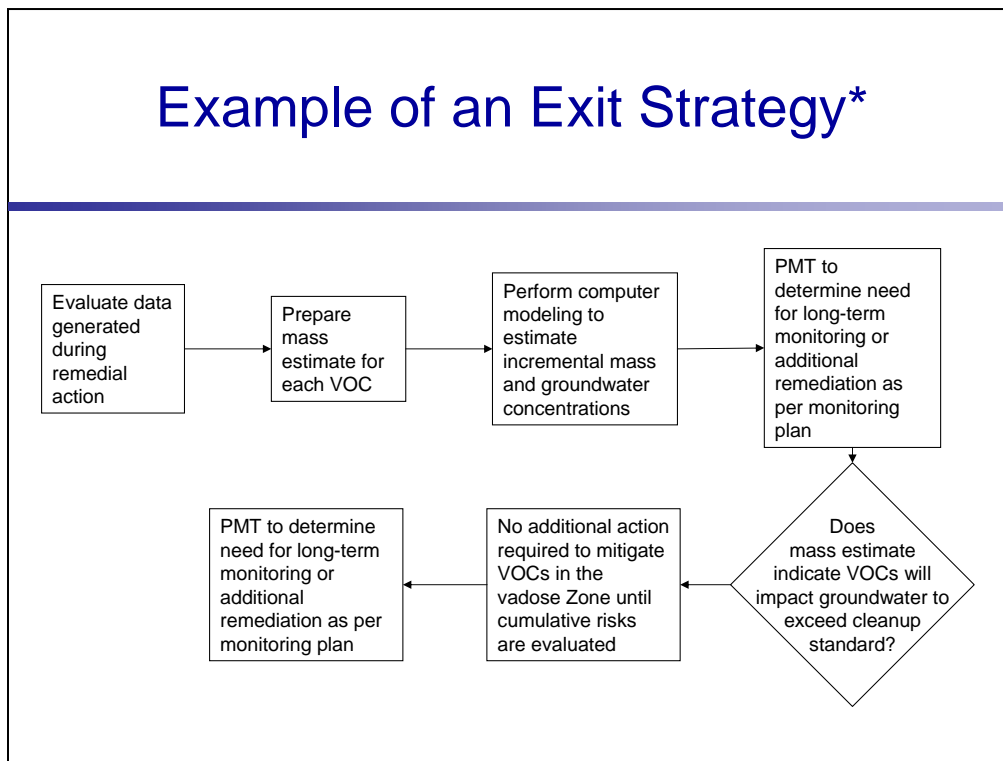 Example of an Exit Strategy*
Evaluate data
generated
during
remedial
action
Prepare
mass
estimate for
each VOC
Perform computer
modeling to
estimate
incremental mass
and groundwater
concentrations
PMT to
determine need
for long-term
monitoring or
additional
remediation as
per monitoring
plan
Does
mass estimate
indicate VOCs will
impact groundwater to
exceed cleanup
standard?
No additional action
required to mitigate
VOCs in the
vadose Zone until
cumulative risks
are evaluated
PMT to determine
need for long-term
monitoring or
additional
remediation as per
monitoring plan